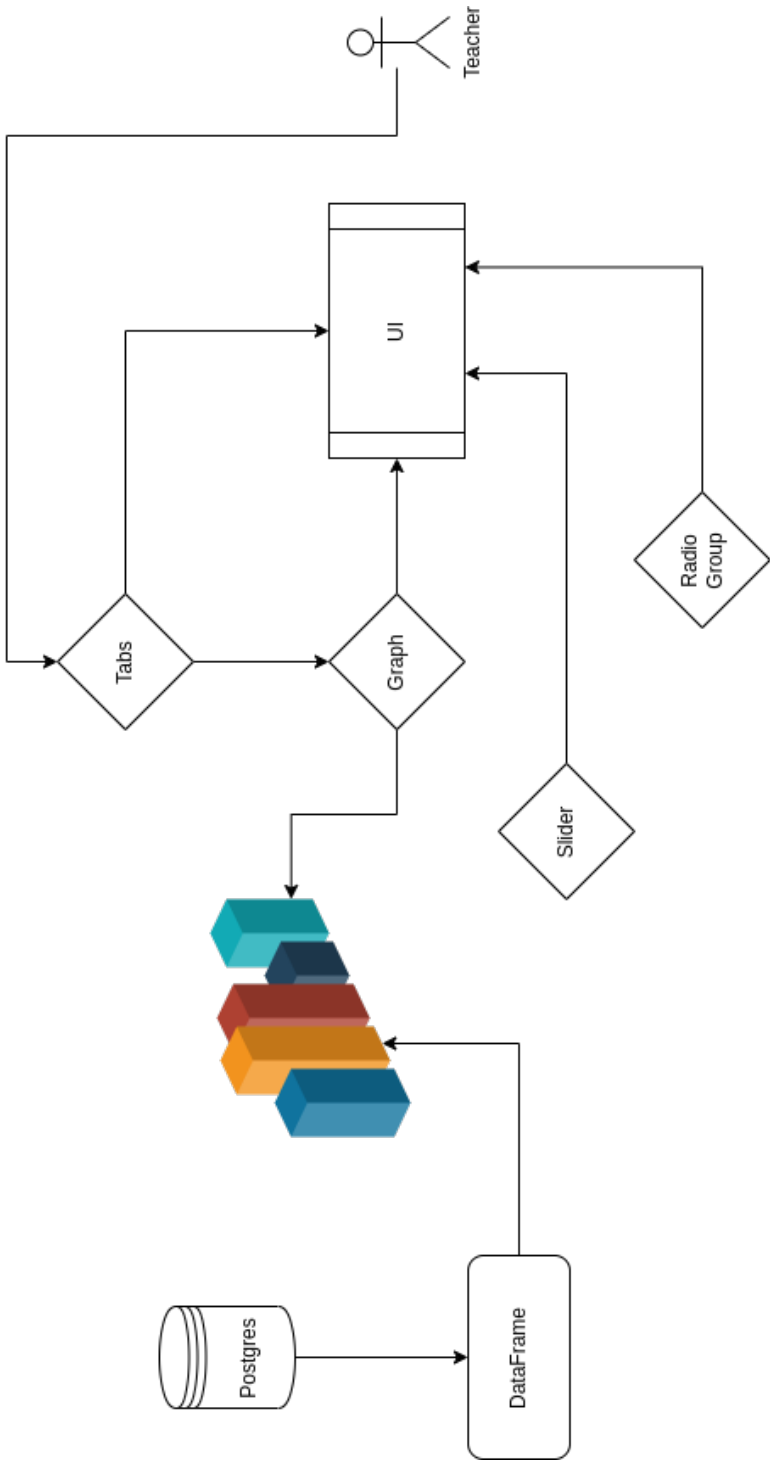 Teacher
UI
Tabs
Graph
Radio
Group
Slider
Postgres
DataFrame